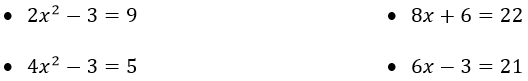 • 2x² − 3 = 9
• 8x + 6 = 22
• 4x² − 3 = 5
• 6x − 3 = 21